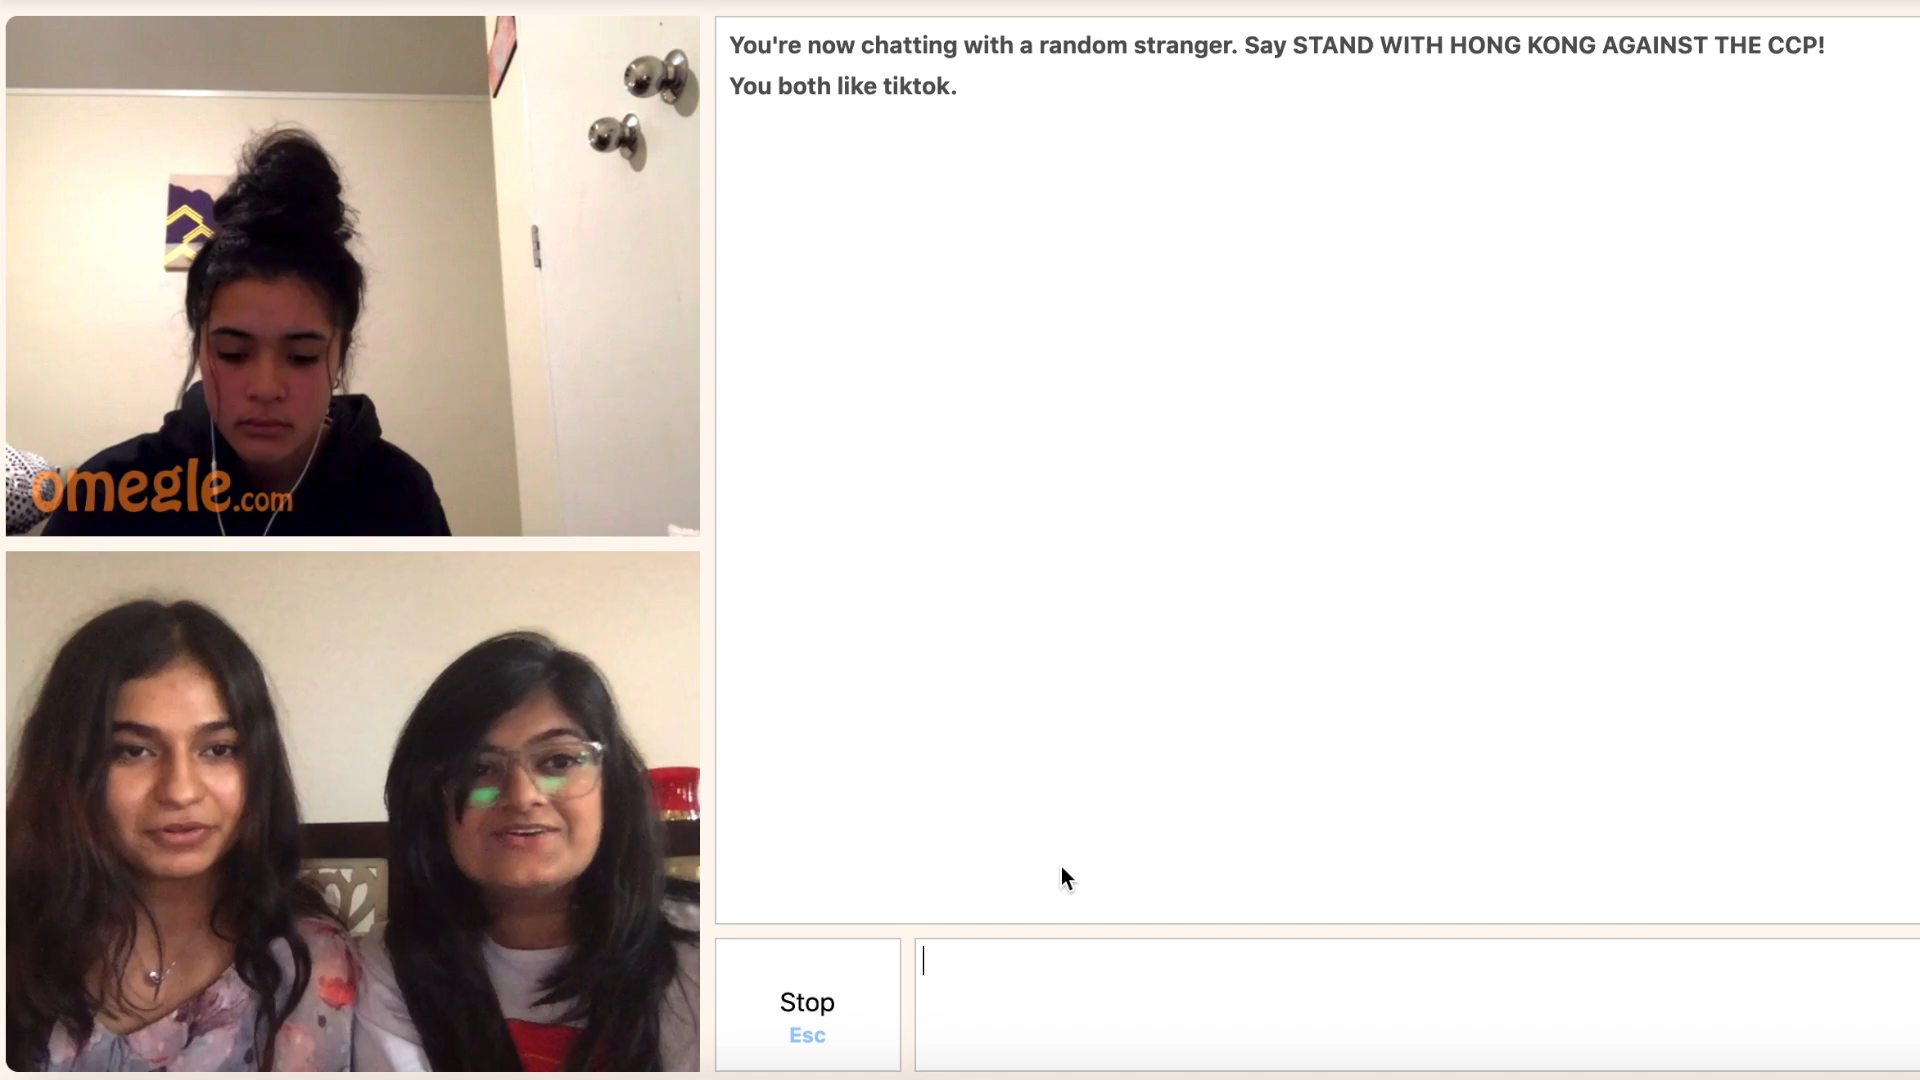 You're now chatting with a random stranger. Say STAND WITH HONG KONG AGAINST THE CCP!
You both like tiktok.
omegle.com
Stop
Esc